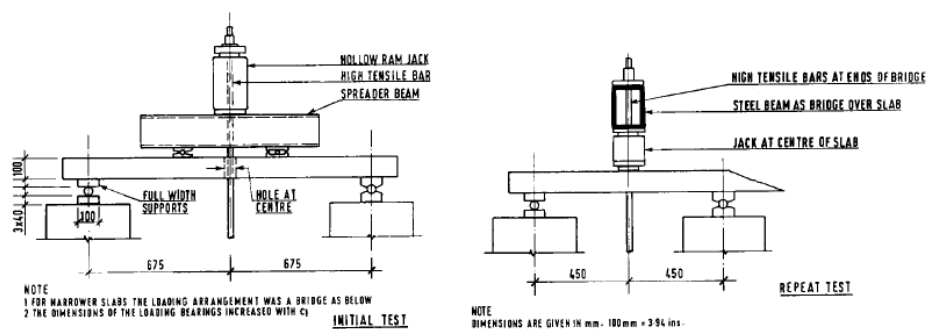 HOLLOW RAM JACK
HIGH TENSILE BAR
SPREADER BEAM
100
FULL WIDTH
SUPPORTS
HOLE AT
CENTRE
3x40
100
675
675
NOTE
1 FOR NARROWER SLABS THE LOADING ARRANGEMENT WAS A BRIDGE AS BELOW
2 THE DIMENSIONS OF THE LOADING BEARINGS INCREASED WITH C)
INITIAL TEST
HIGH TENSILE BARS AT ENDS OF BRIDGE
STEEL BEAM AS BRIDGE OVER SLAB
JACK AT CENTRE OF SLAB
450
450
REPEAT TEST
NOTE
DIMENSIONS ARE GIVEN IN mm. 100mm = 3.94 ins.